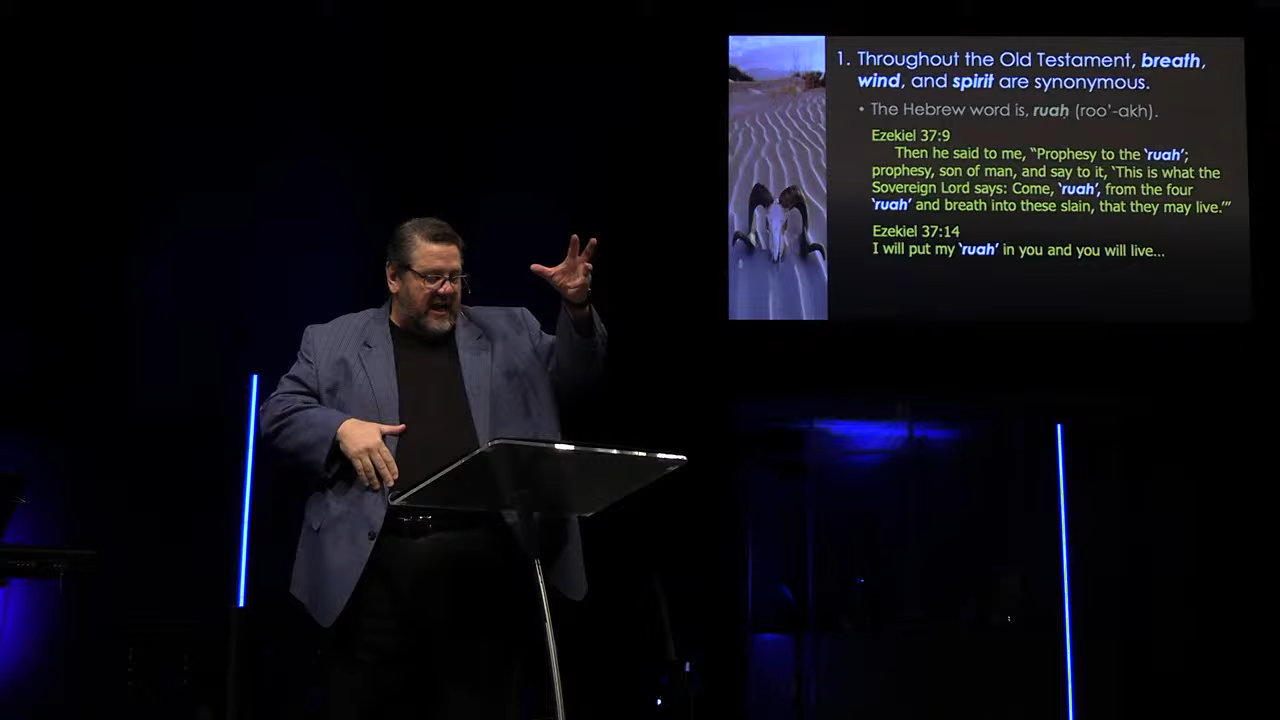 1. Throughout the Old Testament, breath,
wind, and spirit are synonymous.
• The Hebrew word is, ruaḥ (roo'-akh).
Ezekiel 37:9
Then he said to me, “Prophesy to the ‘ruah’;
prophesy, son of man, and say to it, ‘This is what the
Sovereign Lord says: Come, ‘ruah’, from the four
‘ruah’ and breath into these slain, that they may live.’”
Ezekiel 37:14
I will put my ‘ruah’ in you and you will live...